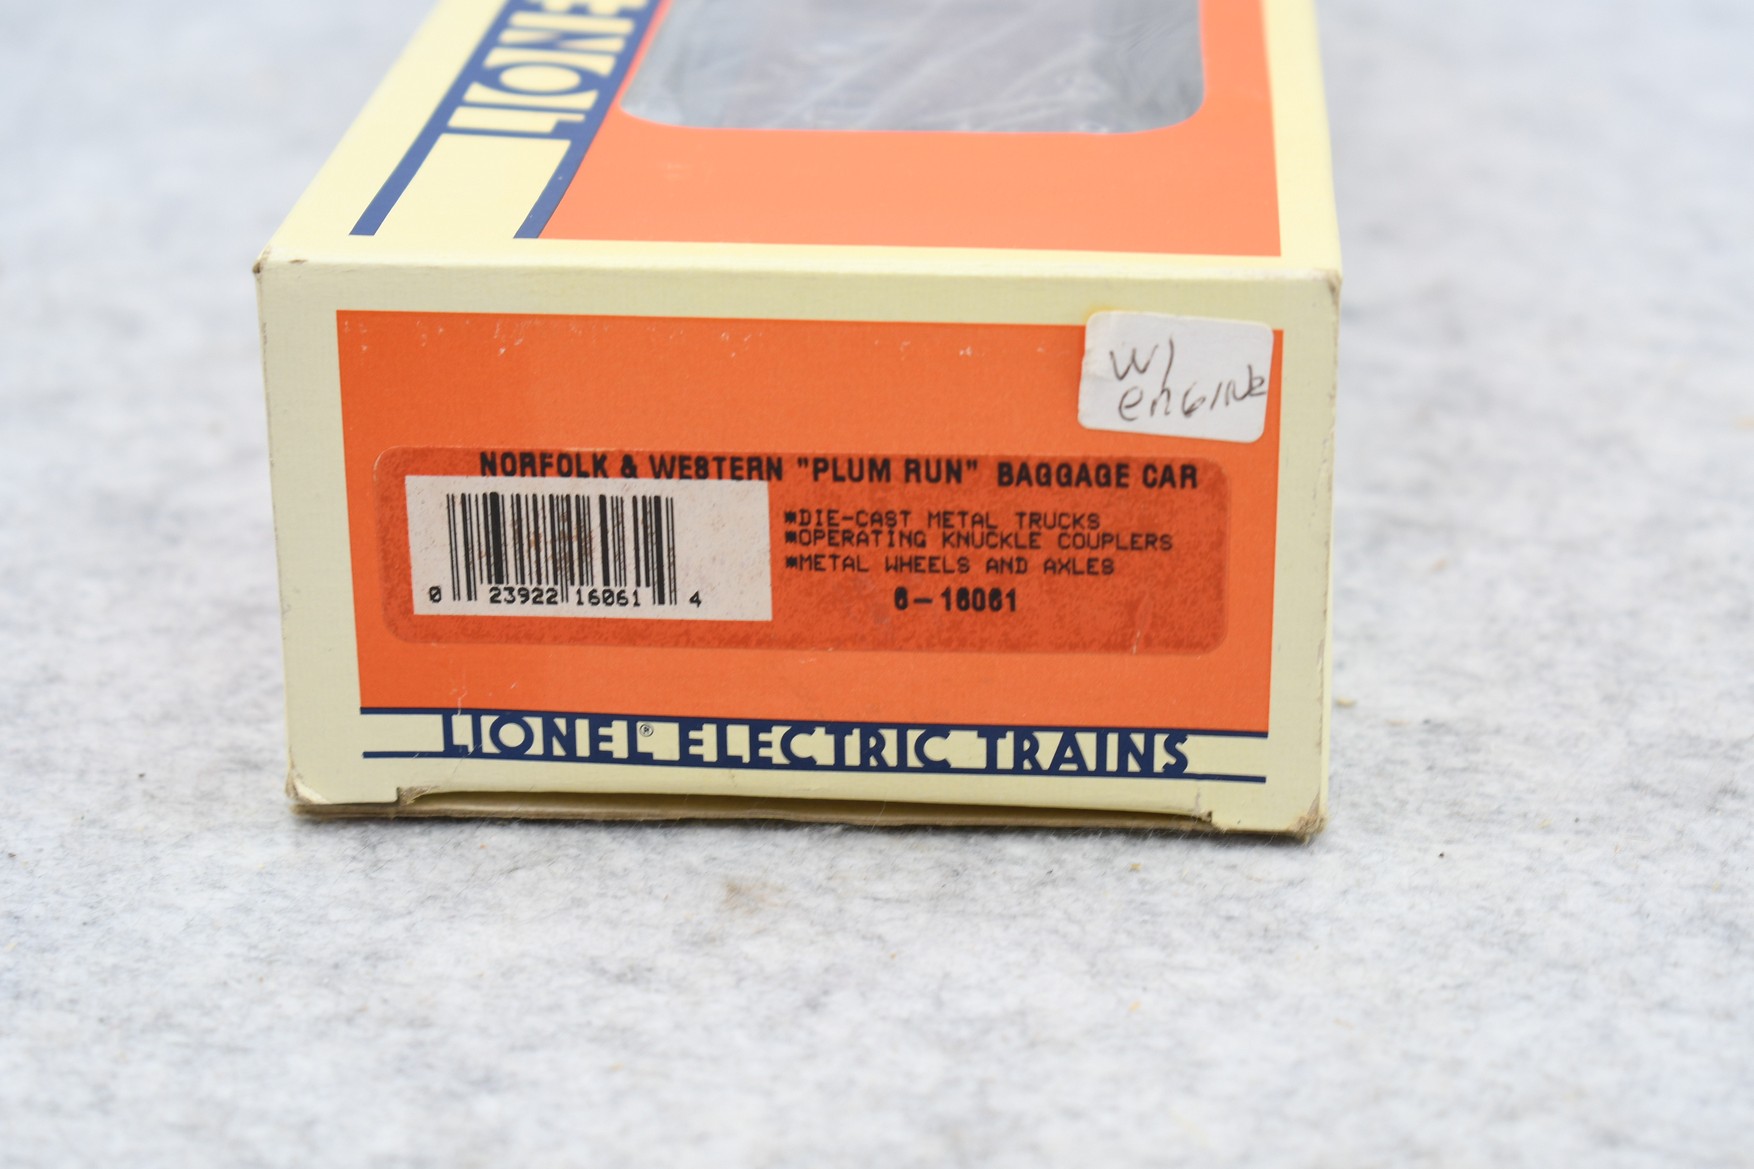 LIONEL
W/
engine
NORFOLK & WESTERN "PLUM RUN" BAGGAGE CAR
*DIE-CAST METAL TRUCKS
*OPERATING KNUCKLE COUPLERS
*METAL WHEELS AND AXLES
6-16061
0 23922 16061 4
LIONEL® ELECTRIC TRAINS